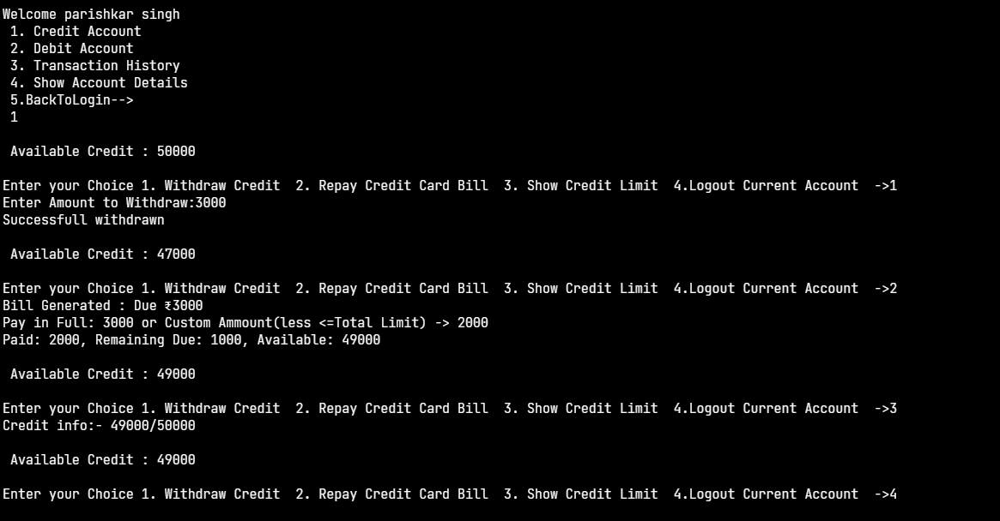 Welcome parishkar singh
1. Credit Account
2. Debit Account
3. Transaction History
4. Show Account Details
5.BackToLogin-->
1
Available Credit : 50000
Enter your Choice 1. Withdraw Credit  2. Repay Credit Card Bill  3. Show Credit Limit  4.Logout Current Account  ->1
Enter Amount to Withdraw:3000
Successfull withdrawn
Available Credit : 47000
Enter your Choice 1. Withdraw Credit  2. Repay Credit Card Bill  3. Show Credit Limit  4.Logout Current Account  ->2
Bill Generated : Due ₹3000
Pay in Full: 3000 or Custom Ammount(less <=Total Limit) -> 2000
Paid: 2000, Remaining Due: 1000, Available: 49000
Available Credit : 49000
Enter your Choice 1. Withdraw Credit  2. Repay Credit Card Bill  3. Show Credit Limit  4.Logout Current Account  ->3
Credit info:- 49000/50000
Available Credit : 49000
Enter your Choice 1. Withdraw Credit  2. Repay Credit Card Bill  3. Show Credit Limit  4.Logout Current Account  ->4